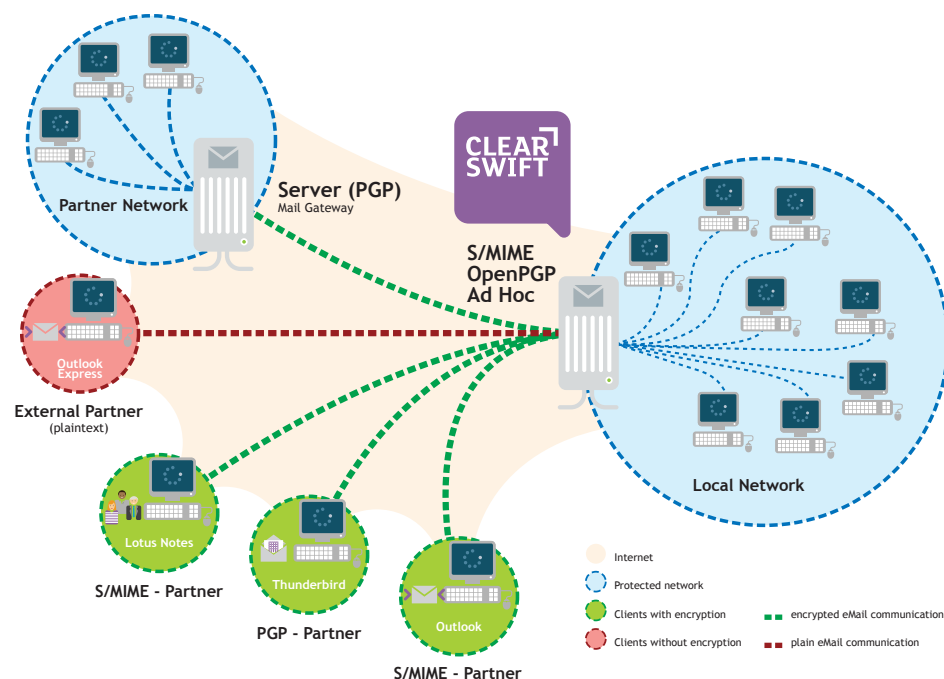 CLEAR
SWIFT
Partner Network
Server (PGP)
Mail Gateway
S/MIME
OpenPGP
Ad Hoc
Outlook
Express
External Partner
(plaintext)
Local Network
Lotus Notes
S/MIME - Partner
Thunderbird
PGP - Partner
Outlook
S/MIME - Partner
Internet
Protected network
Clients with encryption
encrypted eMail communication
Clients without encryption
plain eMail communication